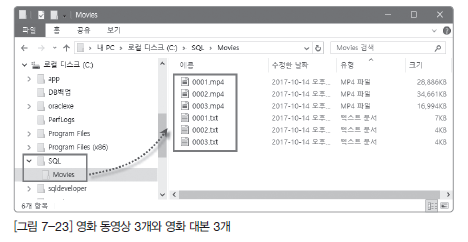 Movies
파일 홈 공유 보기
내 PC > 로컬 디스크 (C:) > SQL > Movies
Movies 검색
로컬 디스크 (C:)
app
DB백업
oraclexe
PerfLogs
Program Files
Program Files (x86)
SQL
Movies
sqldeveloper
이름 수정한 날짜 유형 크기
0001.mp4 2017-10-14 오후... MP4 파일 28,886KB
0002.mp4 2017-10-14 오후... MP4 파일 34,661KB
0003.mp4 2017-10-14 오후... MP4 파일 16,994KB
0001.txt 2017-10-14 오후... 텍스트 문서 7KB
0002.txt 2017-10-14 오후... 텍스트 문서 4KB
0003.txt 2017-10-14 오후... 텍스트 문서 4KB
6개 항목
[그림 7-23] 영화 동영상 3개와 영화 대본 3개